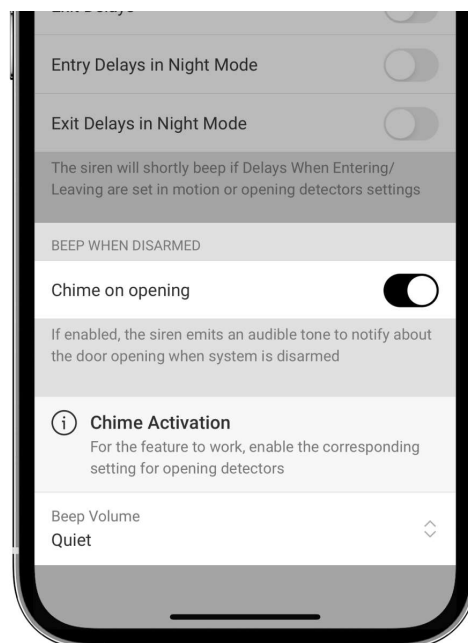 Entry Delays in Night Mode
Exit Delays in Night Mode
The siren will shortly beep if Delays When Entering/
Leaving are set in motion or opening detectors settings
BEEP WHEN DISARMED
Chime on opening
If enabled, the siren emits an audible tone to notify about
the door opening when system is disarmed
Chime Activation
For the feature to work, enable the corresponding
setting for opening detectors
Beep Volume
Quiet